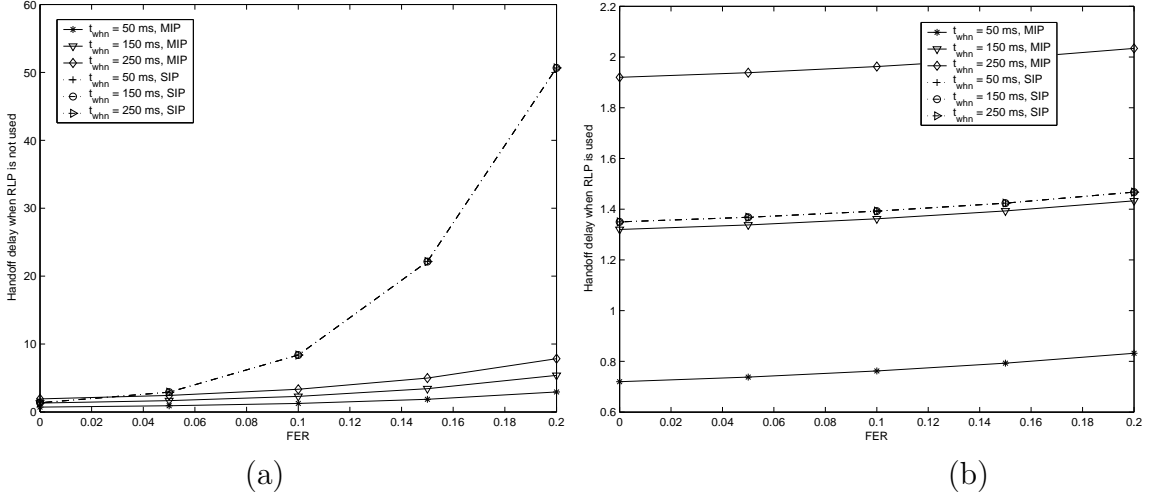 60
50
40
30
20
10
0
Handoff delay when RLP is not used
t_whn = 50 ms, MIP
t_whn = 150 ms, MIP
t_whn = 250 ms, MIP
t_whn = 50 ms, SIP
t_whn = 150 ms, SIP
t_whn = 250 ms, SIP
0 0.02 0.04 0.06 0.08 0.1 0.12 0.14 0.16 0.18 0.2
FER
(a)
2.2
2
1.8
1.6
1.4
1.2
1
0.8
0.6
Handoff delay when RLP is used
t_whn = 50 ms, MIP
t_whn = 150 ms, MIP
t_whn = 250 ms, MIP
t_whn = 50 ms, SIP
t_whn = 150 ms, SIP
t_whn = 250 ms, SIP
0 0.02 0.04 0.06 0.08 0.1 0.12 0.14 0.16 0.18 0.2
FER
(b)